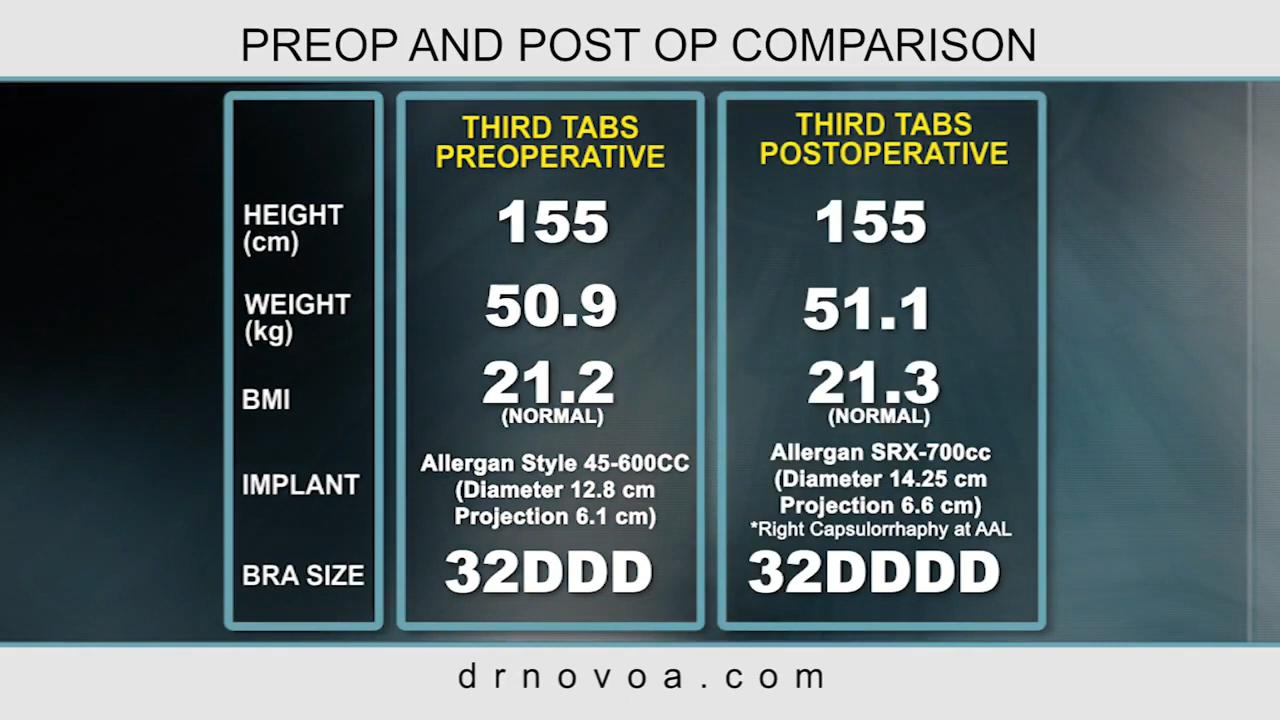 PREOP AND POST OP COMPARISON
THIRD TABS
PREOPERATIVE
THIRD TABS
POSTOPERATIVE
HEIGHT
(cm)
155
155
WEIGHT
(kg)
50.9
51.1
BMI
21.2
(NORMAL)
21.3
(NORMAL)
IMPLANT
Allergan Style 45-600CC
(Diameter 12.8 cm
Projection 6.1 cm)
Allergan SRX-700cc
(Diameter 14.25 cm
Projection 6.6 cm)
*Right Capsulorrhaphy at AAL
BRA SIZE
32DDD
32DDDD
drnovoa.com